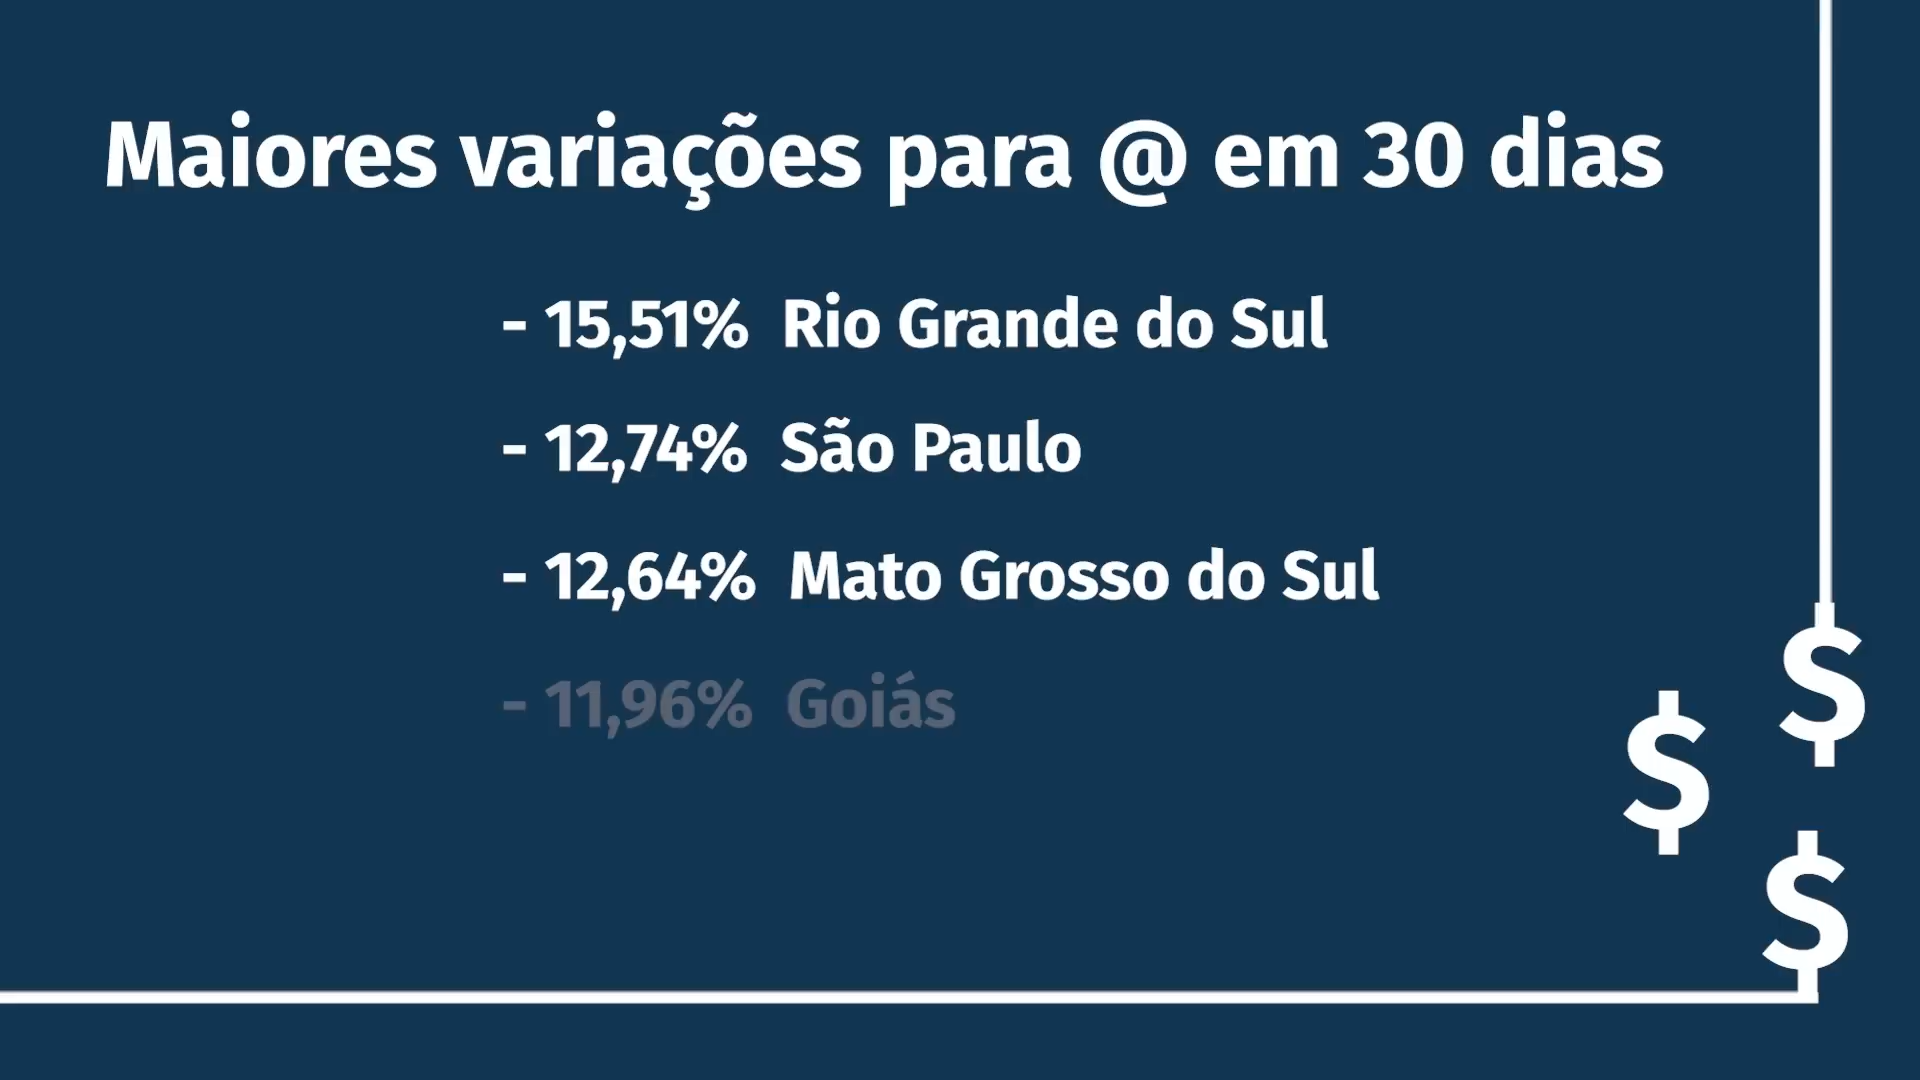 Maiores variações para @ em 30 dias
- 15,51% Rio Grande do Sul
- 12,74% São Paulo
- 12,64% Mato Grosso do Sul
- 11,96% Goiás
$
$
$